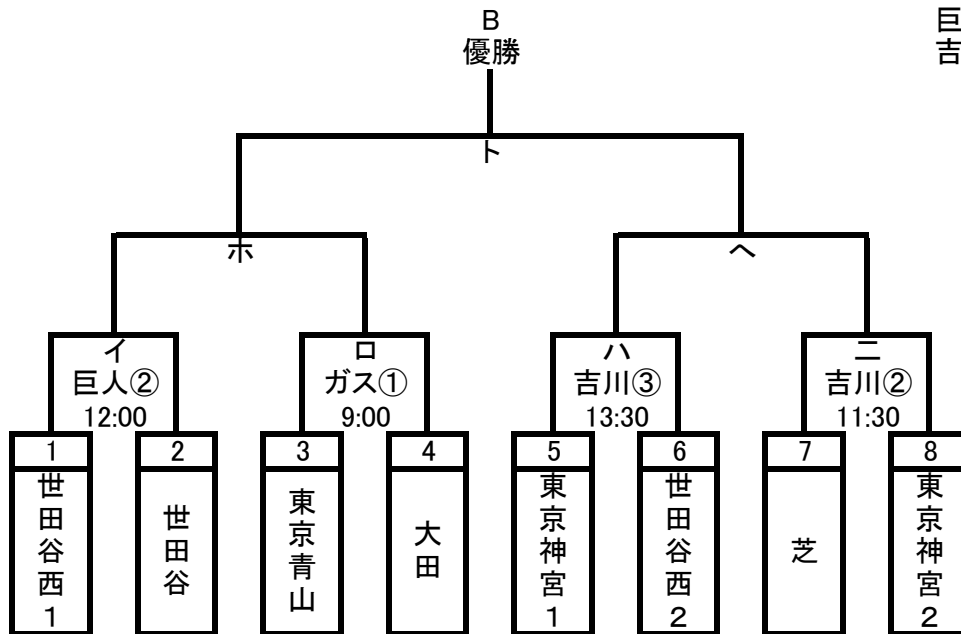 B
優勝
巨
吉
ト
ホ
ヘ
イ
巨人②
12:00
ロ
ガス①
9:00
ハ
吉川③
13:30
ニ
吉川②
11:30
1
2
3
4
5
6
7
8
世田谷西1
世田谷
東京青山
大田
東京神宮1
世田谷西2
芝
東京神宮2